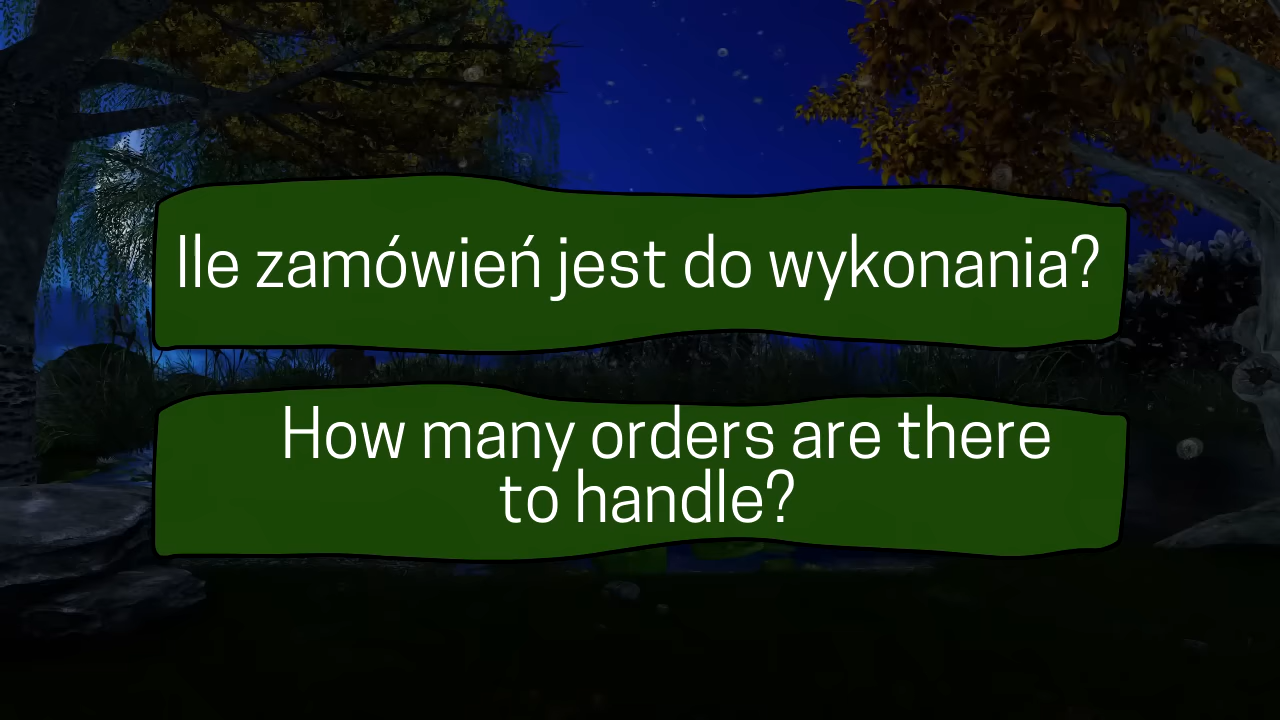 Ile zamówień jest do wykonania?
How many orders are there
to handle?